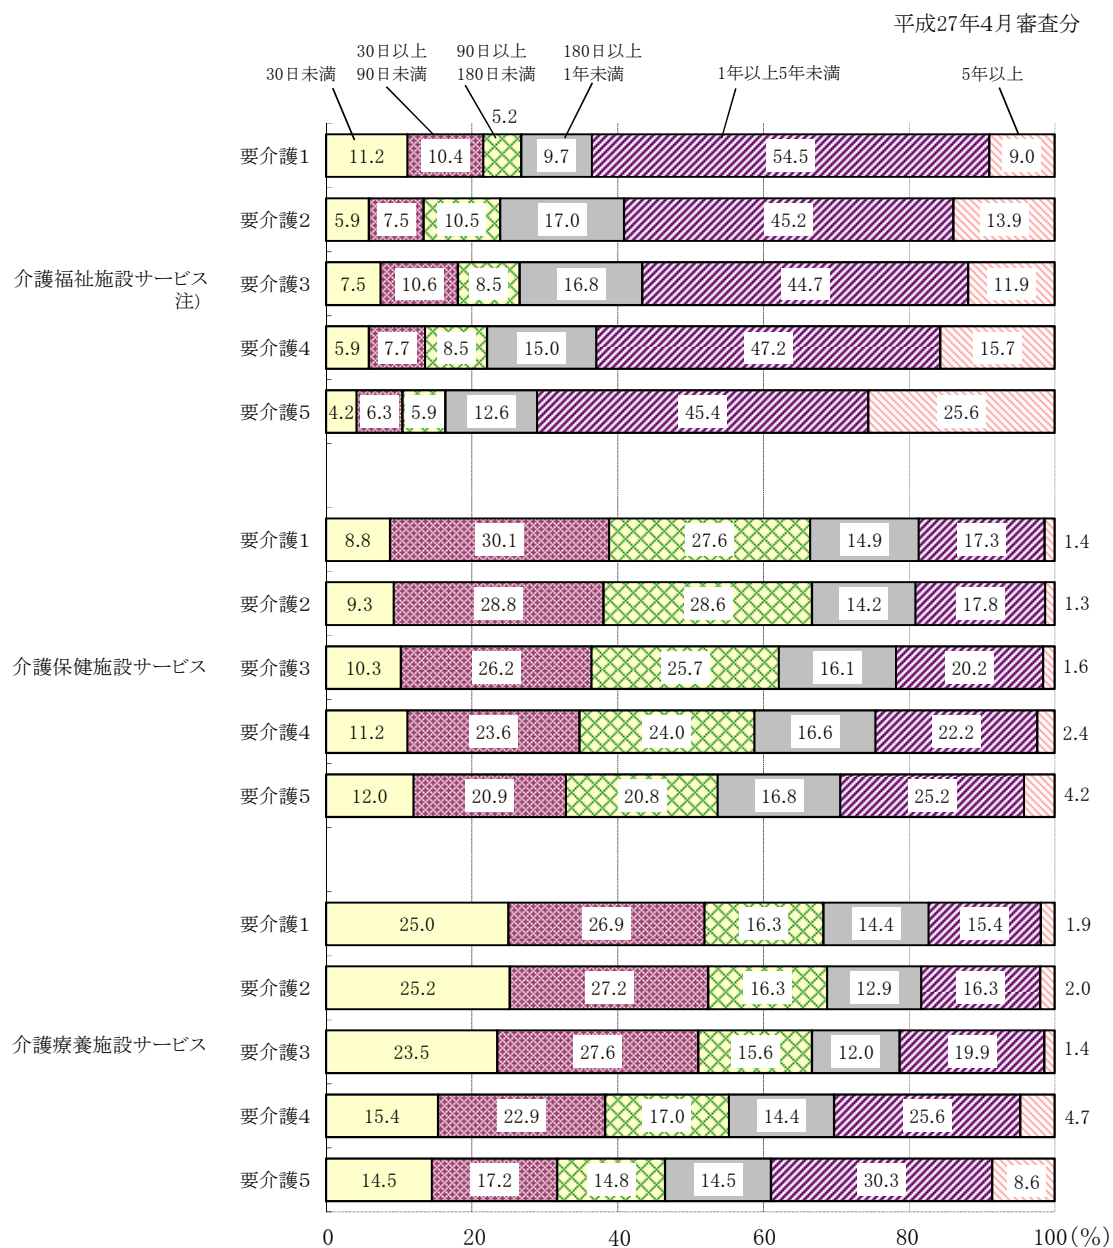 平成27年4月審査分
30日未満
30日以上
90日未満
90日以上
180日未満
180日以上
1年未満
1年以上5年未満
5年以上
5.2
要介護1 11.2 10.4 9.7 54.5 9.0
要介護2 5.9 7.5 10.5 17.0 45.2 13.9
介護福祉施設サービス
注)
要介護3 7.5 10.6 8.5 16.8 44.7 11.9
要介護4 5.9 7.7 8.5 15.0 47.2 15.7
要介護5 4.2 6.3 5.9 12.6 45.4 25.6
要介護1 8.8 30.1 27.6 14.9 17.3 1.4
要介護2 9.3 28.8 28.6 14.2 17.8 1.3
介護保健施設サービス
要介護3 10.3 26.2 25.7 16.1 20.2 1.6
要介護4 11.2 23.6 24.0 16.6 22.2 2.4
要介護5 12.0 20.9 20.8 16.8 25.2 4.2
要介護1 25.0 26.9 16.3 14.4 15.4 1.9
要介護2 25.2 27.2 16.3 12.9 16.3 2.0
介護療養施設サービス
要介護3 23.5 27.6 15.6 12.0 19.9 1.4
要介護4 15.4 22.9 17.0 14.4 25.6 4.7
要介護5 14.5 17.2 14.8 14.5 30.3 8.6
0 20 40 60 80 100(%)